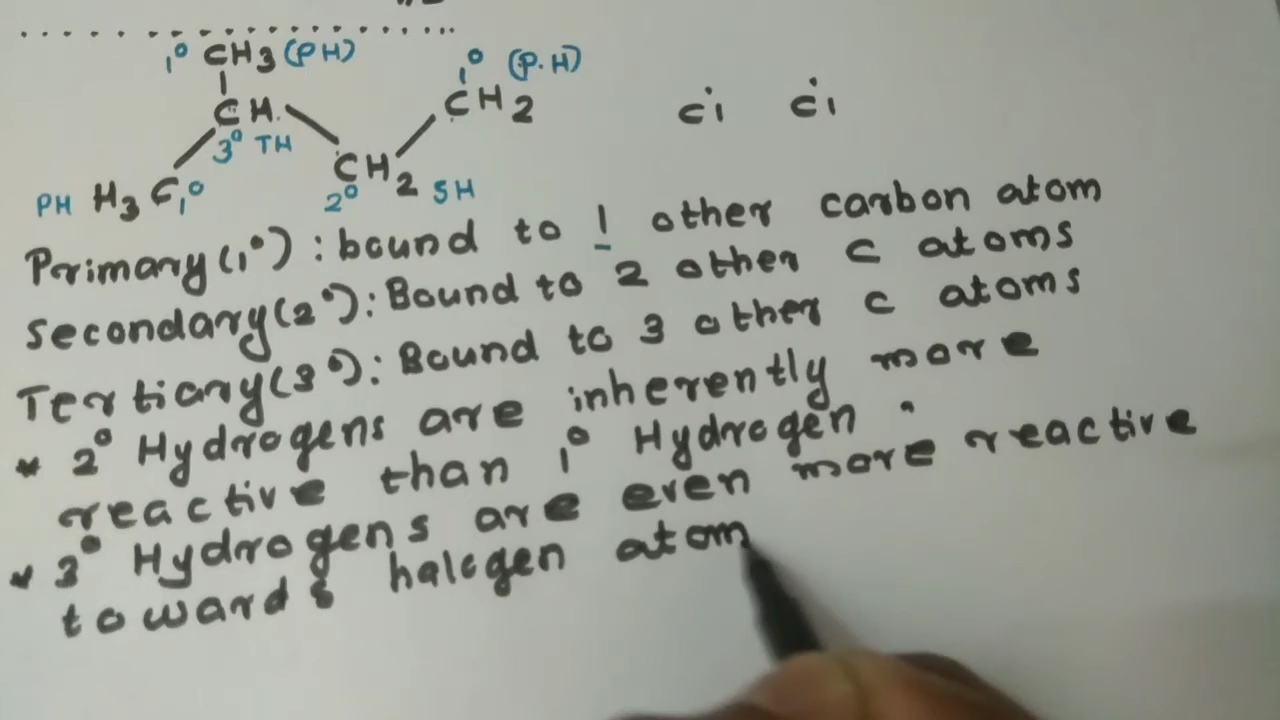 1° CH3 (PH)
1° (P.H)
CH
CH2
Ci Ci
3° TH
CH2
PH H3C 1°
2° SH
Primary(1°): bound to 1 other carbon atom
Secondary(2°): Bound to 2 other C atoms
Tertiary(3°): Bound to 3 other C atoms
* 2° Hydrogens are inherently more
reactive than 1° Hydrogen.
* 3° Hydrogens are even more reactive
towards halogen atom